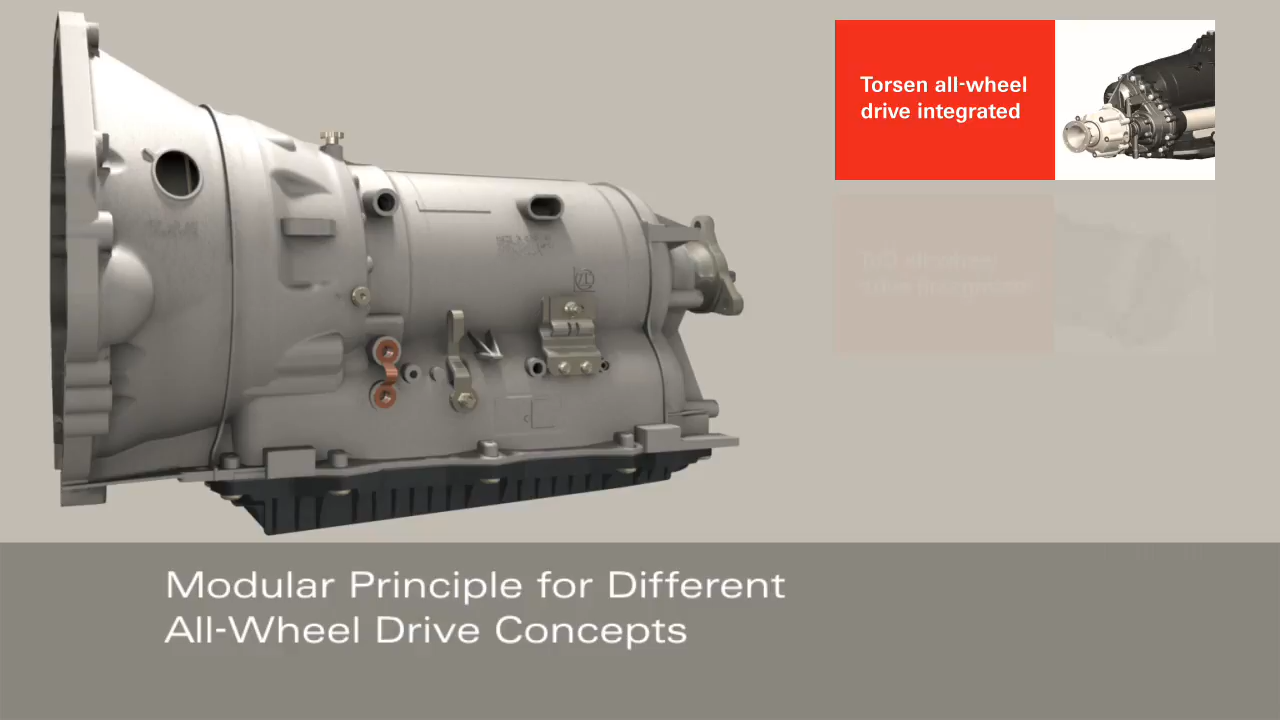 Torsen all-wheel
drive integrated
Modular Principle for Different
All-Wheel Drive Concepts